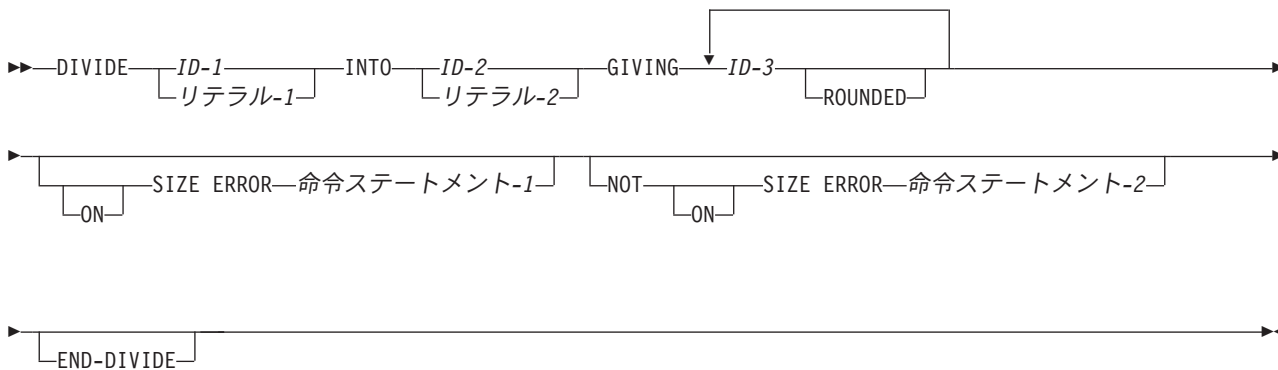 DIVIDE ID-1 INTO ID-2 GIVING ID-3
リテラル-1 リテラル-2 ROUNDED
SIZE ERROR 命令ステートメント-1 NOT SIZE ERROR 命令ステートメント-2
ON ON
END-DIVIDE